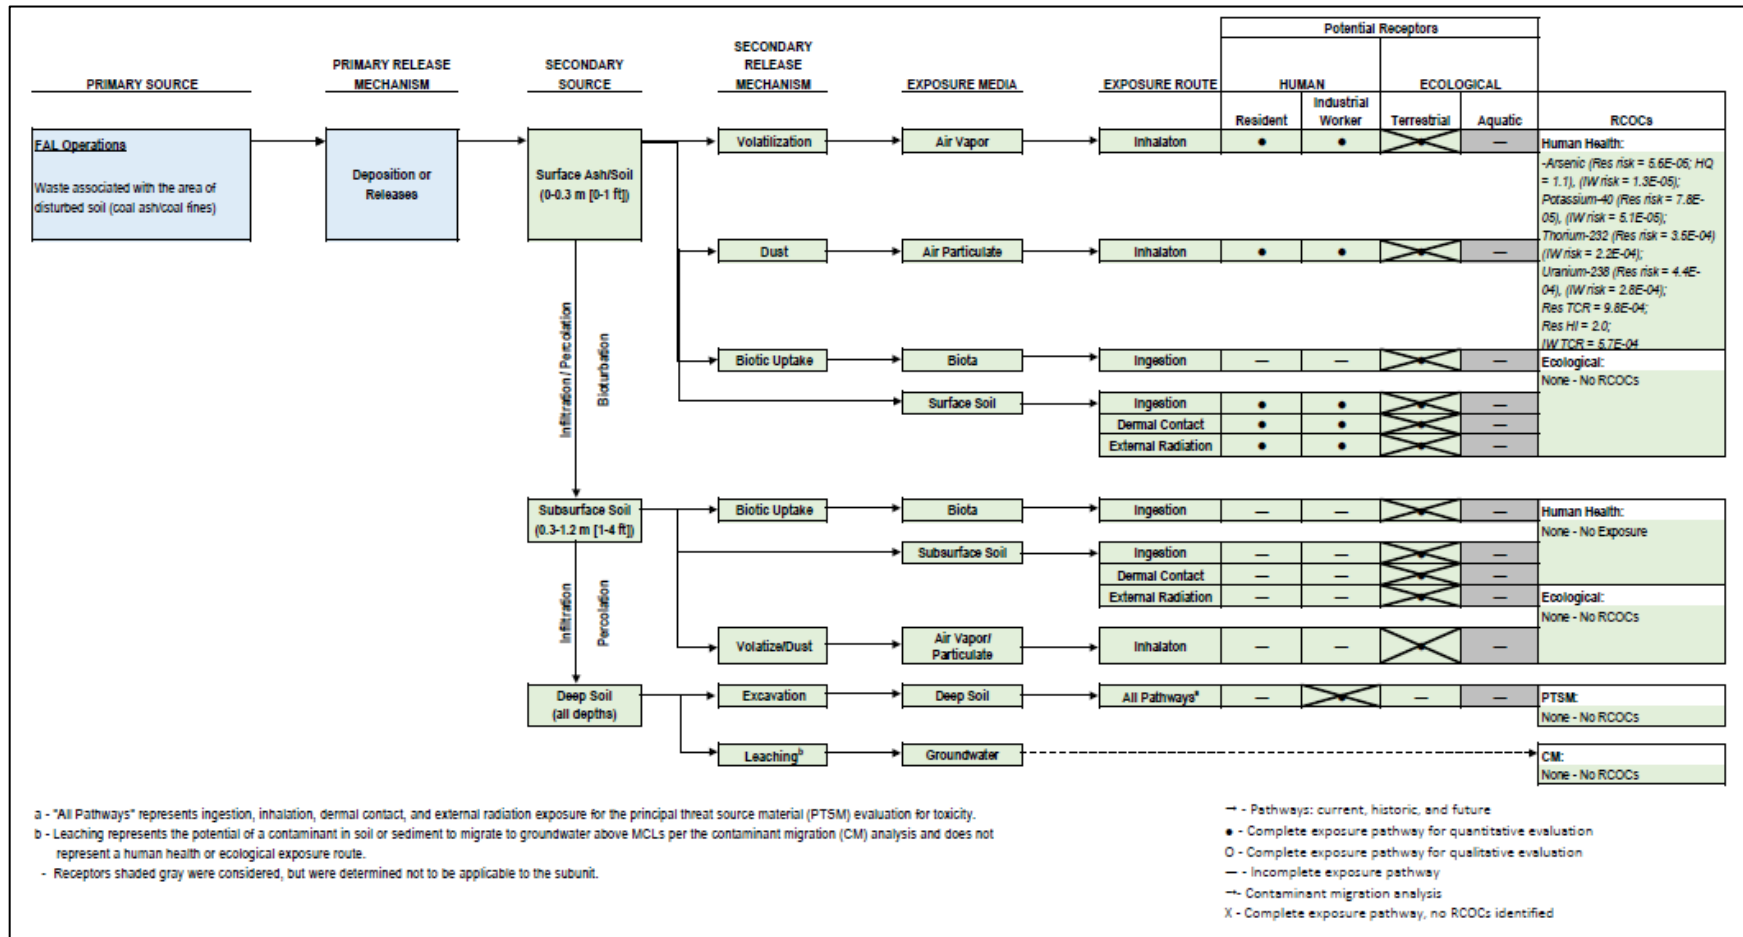 Potential Receptors
PRIMARY SOURCE
PRIMARY RELEASE
MECHANISM
SECONDARY
SOURCE
SECONDARY
RELEASE
MECHANISM
EXPOSURE MEDIA
EXPOSURE ROUTE
HUMAN
ECOLOGICAL
Resident
Industrial
Worker
Terrestrial
Aquatic
RCOCs
FAL Operations
Waste associated with the area of
disturbed soil (coal ash/coal fines)
Deposition or
Releases
Surface Ash/Soil
(0-0.3 m [0-1 ft])
Volatilization
Air Vapor
Inhalaton
● ● ● —
Dust
Air Particulate
Inhalaton
● ● ● —
Biotic Uptake
Biota
Ingestion
— — ● —
Surface Soil
Ingestion
● ● ● —
Dermal Contact
● ● ● —
External Radiation
● ● ● —
Human Health:
-Arsenic (Res risk = 5.6E-05; HQ
= 1.1), (IW risk = 1.3E-05);
Potassium-40 (Res risk = 7.8E-
05), (IW risk = 5.1E-05);
Thorium-232 (Res risk = 3.5E-04)
(IW risk = 2.2E-04);
Uranium-238 (Res risk = 4.4E-
04), (IW risk = 2.8E-04);
Res TCR = 9.8E-04;
Res HI = 2.0;
IW TCR = 5.7E-04
Ecological:
None - No RCOCs
Infiltration / Percolation
Bioturbation
Subsurface Soil
(0.3-1.2 m [1-4 ft])
Biotic Uptake
Biota
Ingestion
— — ● —
Subsurface Soil
Ingestion
— — ● —
Dermal Contact
— — ● —
External Radiation
— — ● —
Volatize/Dust
Air Vapor/
Particulate
Inhalaton
— — ● —
Human Health:
None - No Exposure
Ecological:
None - No RCOCs
Infiltration
Percolation
Deep Soil
(all depths)
Excavation
Deep Soil
All Pathwaysª
— ● — —
PTSM:
None - No RCOCs
Leachingᵇ
Groundwater
CM:
None - No RCOCs
a - "All Pathways" represents ingestion, inhalation, dermal contact, and external radiation exposure for the principal threat source material (PTSM) evaluation for toxicity.
b - Leaching represents the potential of a contaminant in soil or sediment to migrate to groundwater above MCLs per the contaminant migration (CM) analysis and does not
represent a human health or ecological exposure route.
- Receptors shaded gray were considered, but were determined not to be applicable to the subunit.
→ - Pathways: current, historic, and future
● - Complete exposure pathway for quantitative evaluation
O - Complete exposure pathway for qualitative evaluation
— - Incomplete exposure pathway
→- Contaminant migration analysis
X - Complete exposure pathway, no RCOCs identified